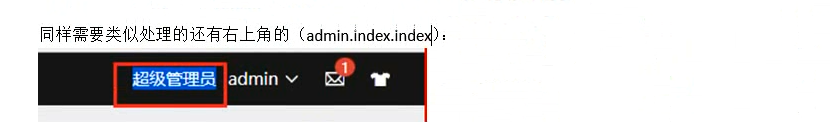 同样需要类似处理的还有右上角的（admin.index.index）：
超级管理员 admin
1